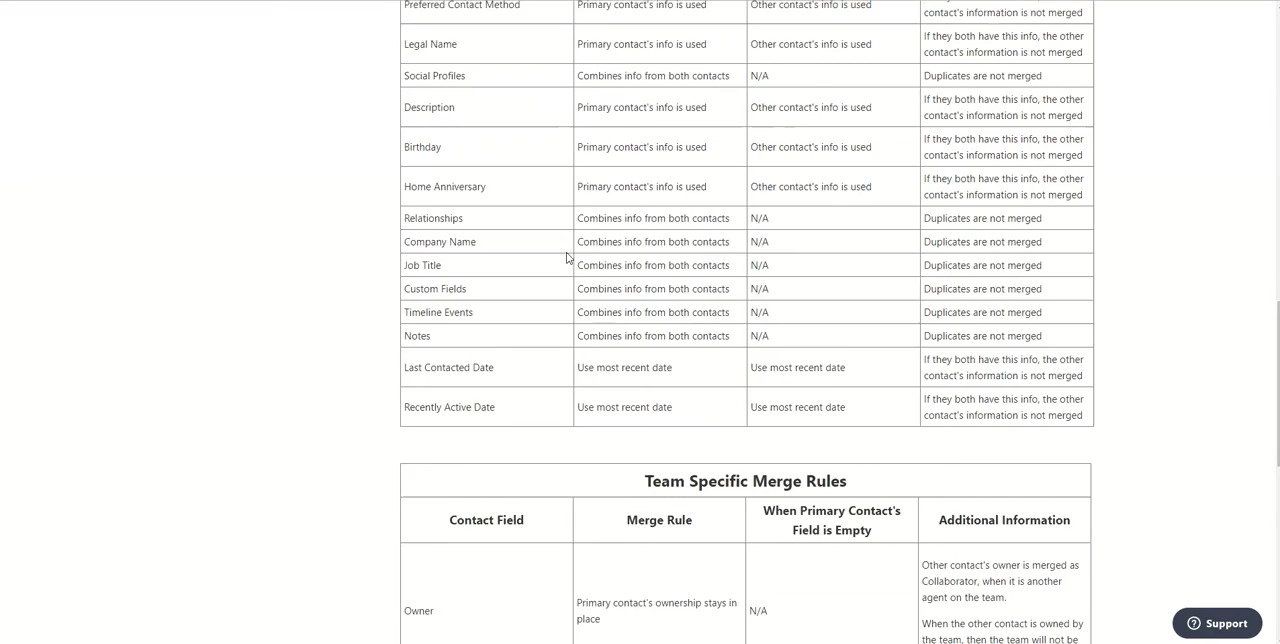 Preferred Contact Method Primary contact's info is used Other contact's info is used
contact's information is not merged
Legal Name Primary contact's info is used Other contact's info is used If they both have this info, the other
contact's information is not merged
Social Profiles Combines info from both contacts N/A Duplicates are not merged
Description Primary contact's info is used Other contact's info is used If they both have this info, the other
contact's information is not merged
Birthday Primary contact's info is used Other contact's info is used If they both have this info, the other
contact's information is not merged
Home Anniversary Primary contact's info is used Other contact's info is used If they both have this info, the other
contact's information is not merged
Relationships Combines info from both contacts N/A Duplicates are not merged
Company Name Combines info from both contacts N/A Duplicates are not merged
Job Title Combines info from both contacts N/A Duplicates are not merged
Custom Fields Combines info from both contacts N/A Duplicates are not merged
Timeline Events Combines info from both contacts N/A Duplicates are not merged
Notes Combines info from both contacts N/A Duplicates are not merged
Last Contacted Date Use most recent date Use most recent date If they both have this info, the other
contact's information is not merged
Recently Active Date Use most recent date Use most recent date If they both have this info, the other
contact's information is not merged
Team Specific Merge Rules
Contact Field Merge Rule When Primary Contact's
Field is Empty Additional Information
Owner Primary contact's ownership stays in
place N/A Other contact's owner is merged as
Collaborator, when it is another
agent on the team.
When the other contact is owned by
the team, then the team will not be
Support